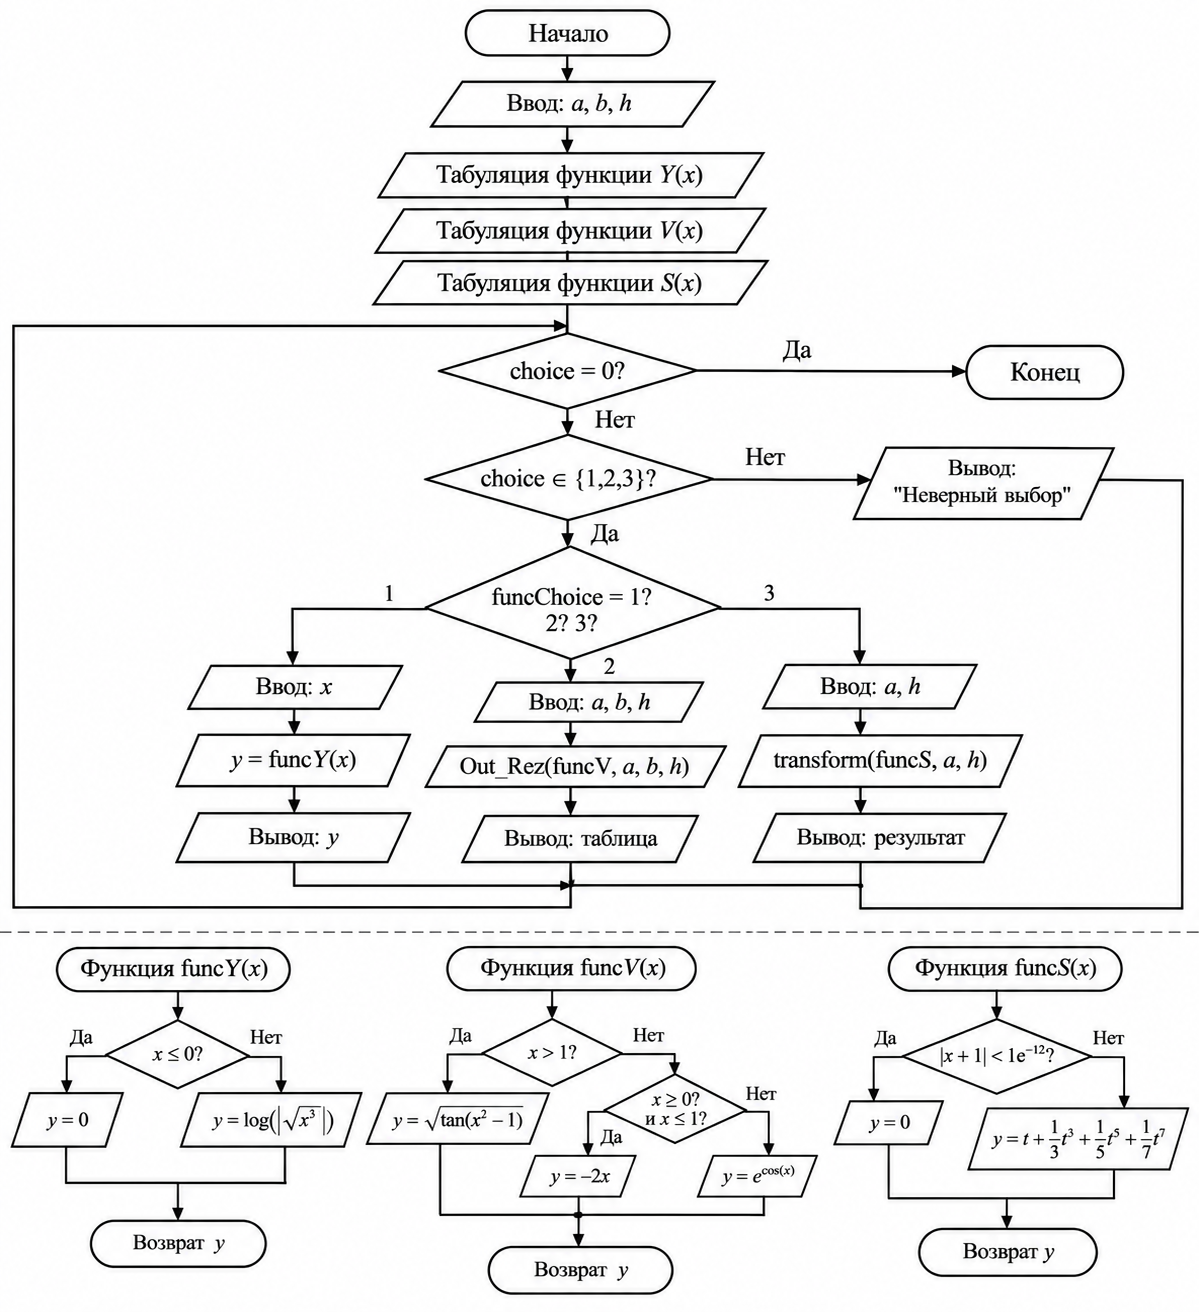 Начало
Ввод: a, b, h
Табуляция функции Y(x)
Табуляция функции V(x)
Табуляция функции S(x)
choice = 0?
Да
Конец
Нет
choice ∈ {1,2,3}?
Нет
Вывод:
"Неверный выбор"
Да
funcChoice = 1?
2? 3?
1
2
3
Ввод: x
y = funcY(x)
Вывод: y
Ввод: a, b, h
Out_Rez(funcV, a, b, h)
Вывод: таблица
Ввод: a, h
transform(funcS, a, h)
Вывод: результат
Функция funcY(x)
x ≤ 0?
Да
Нет
y = 0
y = log(|√x³|)
Возврат y
Функция funcV(x)
x > 1?
Да
Нет
y = √tan(x² − 1)
x ≥ 0?
и x ≤ 1?
Да
Нет
y = −2x
y = e^cos(x)
Возврат y
Функция funcS(x)
|x + 1| < 1e⁻¹²?
Да
Нет
y = 0
y = t + 1/3 t³ + 1/5 t⁵ + 1/7 t⁷
Возврат y